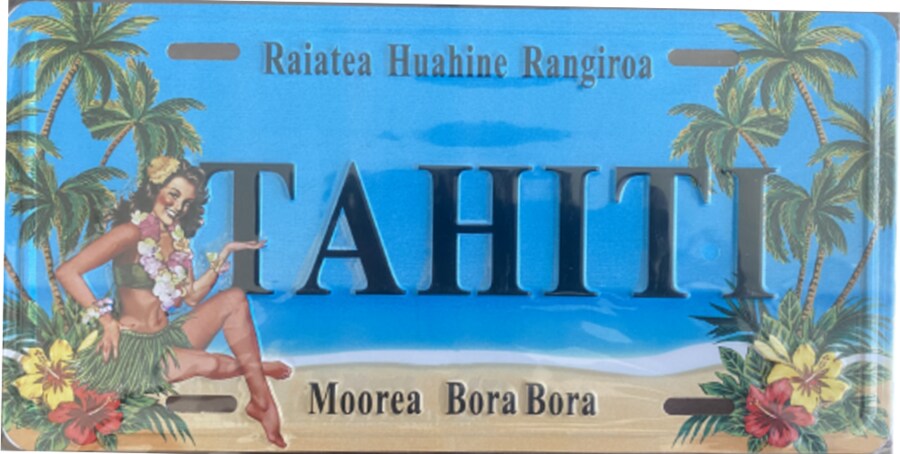 Raiatea Huahine Rangiroa
TAHITI
Moorea Bora Bora